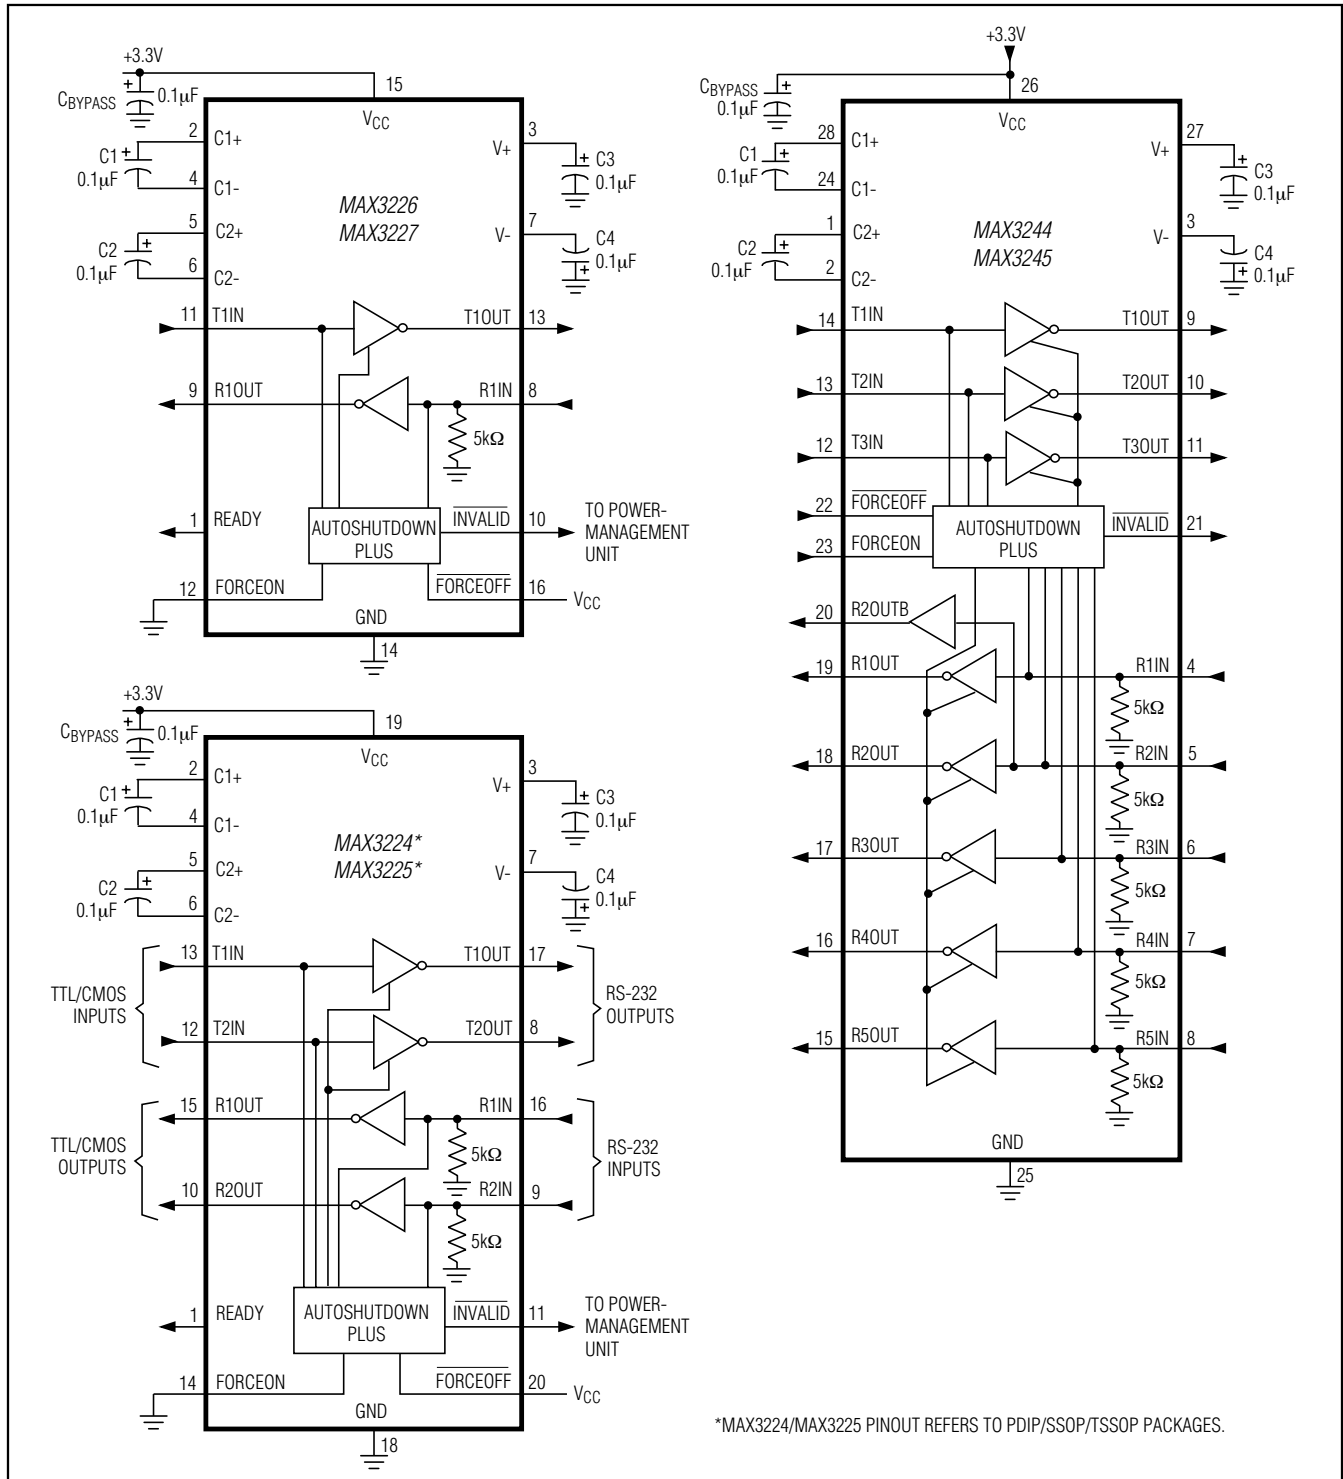 +3.3V
CBYPASS
0.1µF
15
VCC
2
C1+
C1
0.1µF
4
C1-
3
V+
C3
0.1µF
MAX3226
MAX3227
5
C2+
C2
0.1µF
6
C2-
7
V-
C4
0.1µF
11
T1IN
T1OUT
13
9
R1OUT
R1IN
8
5kΩ
1
READY
AUTOSHUTDOWN
PLUS
INVALID
10
TO POWER-
MANAGEMENT
UNIT
12
FORCEON
FORCEOFF
16
VCC
GND
14
+3.3V
CBYPASS
0.1µF
19
VCC
2
C1+
C1
0.1µF
4
C1-
3
V+
C3
0.1µF
MAX3224*
MAX3225*
5
C2+
C2
0.1µF
6
C2-
7
V-
C4
0.1µF
TTL/CMOS
INPUTS
13
T1IN
T1OUT
17
12
T2IN
T2OUT
8
RS-232
OUTPUTS
TTL/CMOS
OUTPUTS
15
R1OUT
R1IN
16
5kΩ
10
R2OUT
R2IN
9
5kΩ
RS-232
INPUTS
1
READY
AUTOSHUTDOWN
PLUS
INVALID
11
TO POWER-
MANAGEMENT
UNIT
14
FORCEON
FORCEOFF
20
VCC
GND
18
+3.3V
CBYPASS
0.1µF
26
VCC
28
C1+
C1
0.1µF
24
C1-
27
V+
C3
0.1µF
MAX3244
MAX3245
1
C2+
C2
0.1µF
2
C2-
3
V-
C4
0.1µF
14
T1IN
T1OUT
9
13
T2IN
T2OUT
10
12
T3IN
T3OUT
11
22
FORCEOFF
23
FORCEON
AUTOSHUTDOWN
PLUS
INVALID
21
20
R2OUTB
19
R1OUT
R1IN
4
5kΩ
18
R2OUT
R2IN
5
5kΩ
17
R3OUT
R3IN
6
5kΩ
16
R4OUT
R4IN
7
5kΩ
15
R5OUT
R5IN
8
5kΩ
GND
25
*MAX3224/MAX3225 PINOUT REFERS TO PDIP/SSOP/TSSOP PACKAGES.